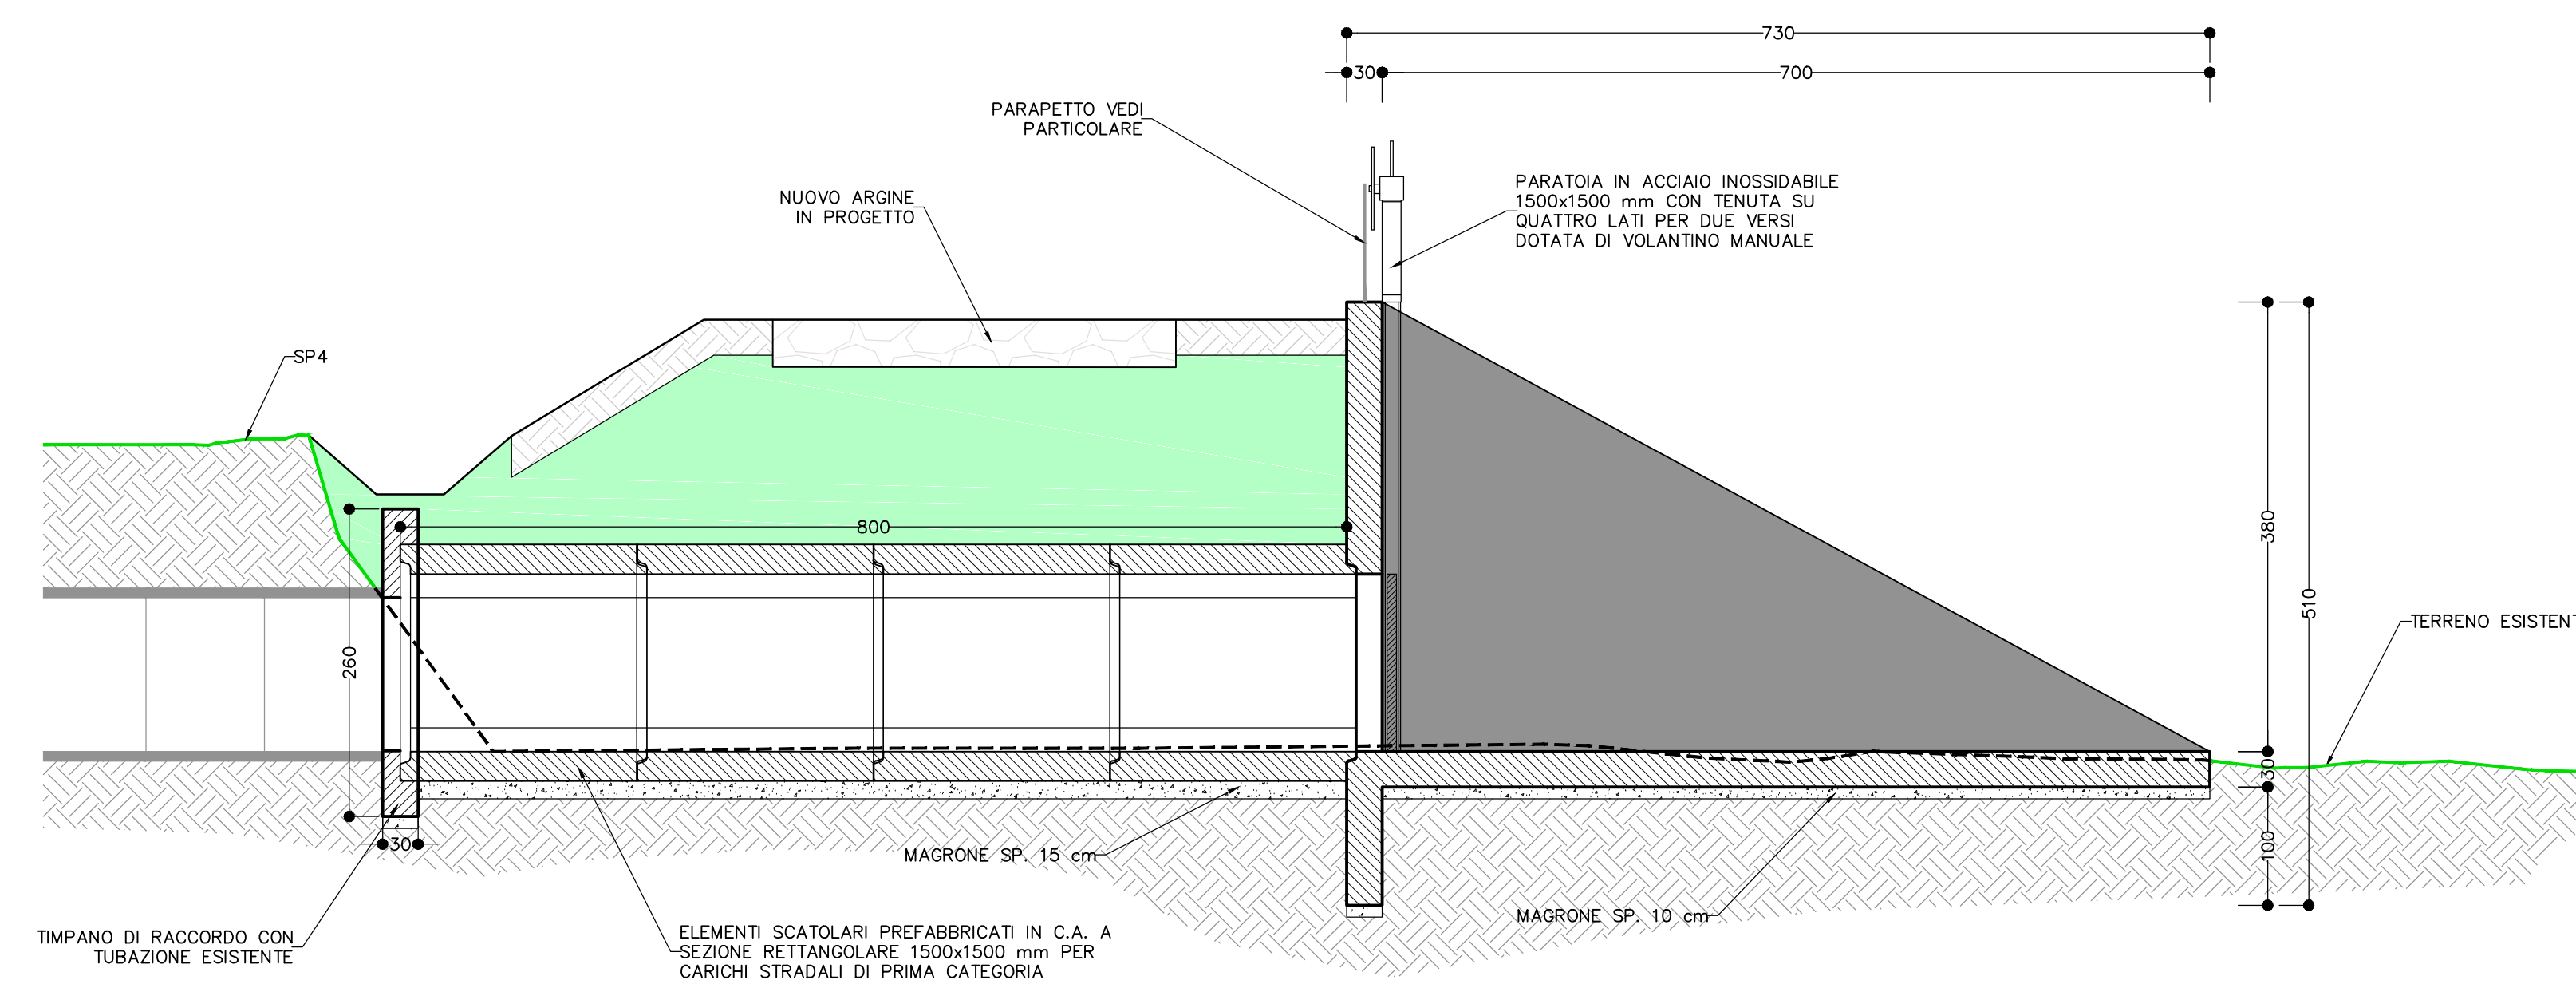 730
30
700
PARAPETTO VEDI
PARTICOLARE
PARATOIA IN ACCIAIO INOSSIDABILE
1500x1500 mm CON TENUTA SU
QUATTRO LATI PER DUE VERSI
DOTATA DI VOLANTINO MANUALE
NUOVO ARGINE
IN PROGETTO
SP4
800
380
510
260
TERRENO ESISTENT
30
100
30
MAGRONE SP. 15 cm
MAGRONE SP. 10 cm
TIMPANO DI RACCORDO CON
TUBAZIONE ESISTENTE
ELEMENTI SCATOLARI PREFABBRICATI IN C.A. A
SEZIONE RETTANGOLARE 1500x1500 mm PER
CARICHI STRADALI DI PRIMA CATEGORIA